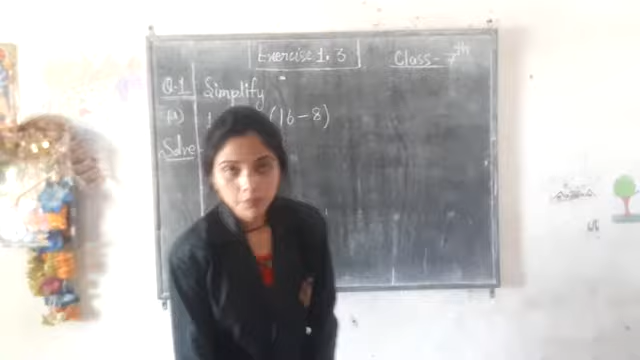 Exercise 1.3
Class - 7th
Q.1 Simplify
(a) (16-8)
Solve